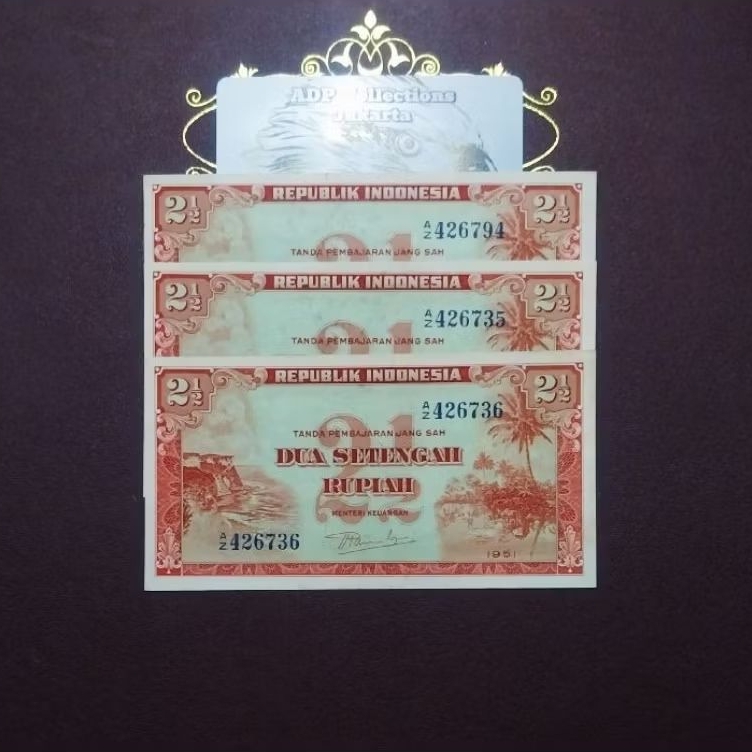 ADP Collections
Jakarta
2½ REPUBLIK INDONESIA 2½
A/Z 426794
TANDA PEMBAJARAN JANG SAH
2½ REPUBLIK INDONESIA 2½
A/Z 426735
TANDA PEMBAJARAN JANG SAH
2½ REPUBLIK INDONESIA 2½
A/Z 426736
TANDA PEMBAJARAN JANG SAH
2½
DUA SETENGAH
RUPIAH
MENTERI KEUANGAN
A/Z 426736
1951